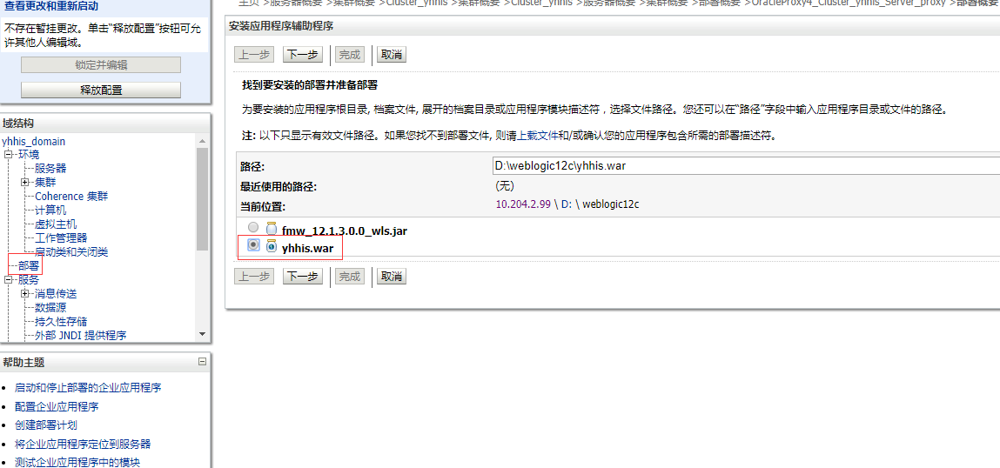 查看更改和重新启动
不存在暂挂更改。单击“释放配置”按钮可允
许其他人编辑域。
锁定并编辑
释放配置
域结构
yhhis_domain
环境
服务器
集群
Coherence 集群
计算机
虚拟主机
工作管理器
启动类和关闭类
部署
服务
消息传送
数据源
持久性存储
外部 JNDI 提供程序
帮助主题
启动和停止部署的企业应用程序
配置企业应用程序
创建部署计划
将企业应用程序定位到服务器
测试企业应用程序中的模块
主页 >服务器概要 >集群概要 >Cluster_yhhis >集群概要 >Cluster_yhhis >服务器概要 >集群概要 >部署概要 >OracleProxy4_Cluster_yhhis_Server_proxy >部署概要
安装应用程序辅助程序
上一步 下一步 完成 取消
找到要安装的部署并准备部署
为要安装的应用程序根目录, 档案文件, 展开的档案目录或应用程序模块描述符，选择文件路径。您还可以在“路径”字段中输入应用程序目录或文件的路径。
注: 以下只显示有效文件路径。如果您找不到部署文件, 则请上载文件和/或确认您的应用程序包含所需的部署描述符。
路径: D:\weblogic12c\yhhis.war
最近使用的路径: (无)
当前位置: 10.204.2.99 \ D: \ weblogic12c
fmw_12.1.3.0.0_wls.jar
yhhis.war
上一步 下一步 完成 取消